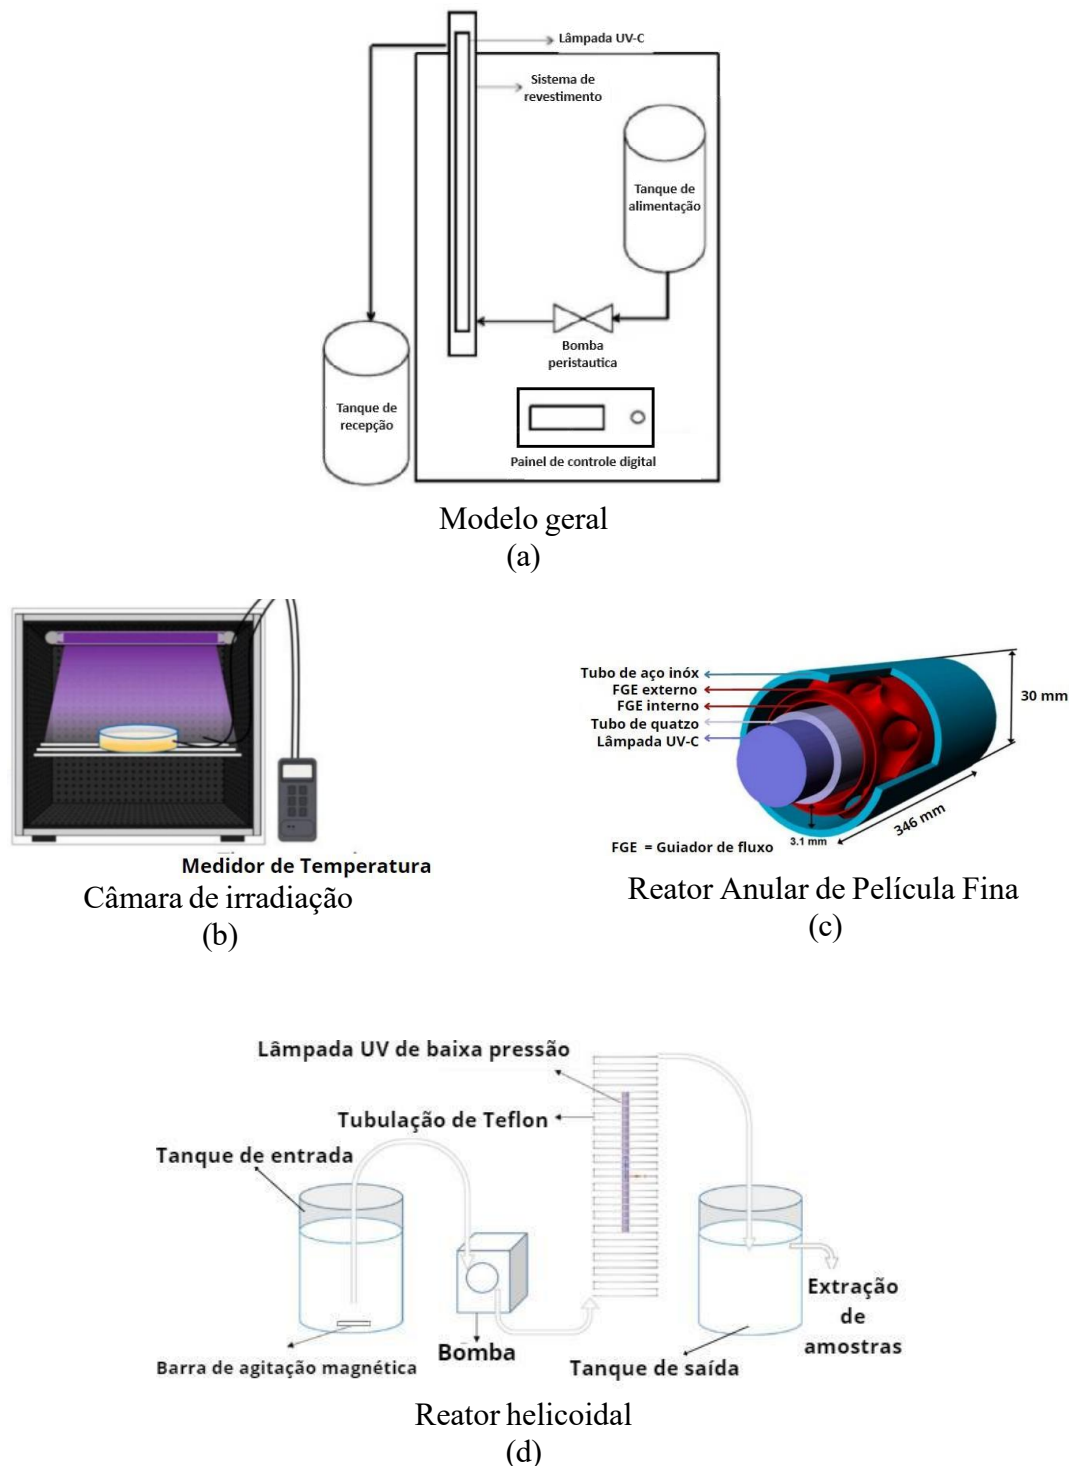 Lâmpada UV-C
Sistema de
revestimento
Tanque de
alimentação
Bomba
peristautica
Tanque de
recepção
Painel de controle digital
Modelo geral
(a)
Medidor de Temperatura
Câmara de irradiação
(b)
Tubo de aço inóx
FGE externo
FGE interno
Tubo de quatzo
Lâmpada UV-C
30 mm
346 mm
3.1 mm
FGE = Guiador de fluxo
Reator Anular de Película Fina
(c)
Lâmpada UV de baixa pressão
Tubulação de Teflon
Tanque de entrada
Extração
de
amostras
Barra de agitação magnética
Bomba
Tanque de saída
Reator helicoidal
(d)